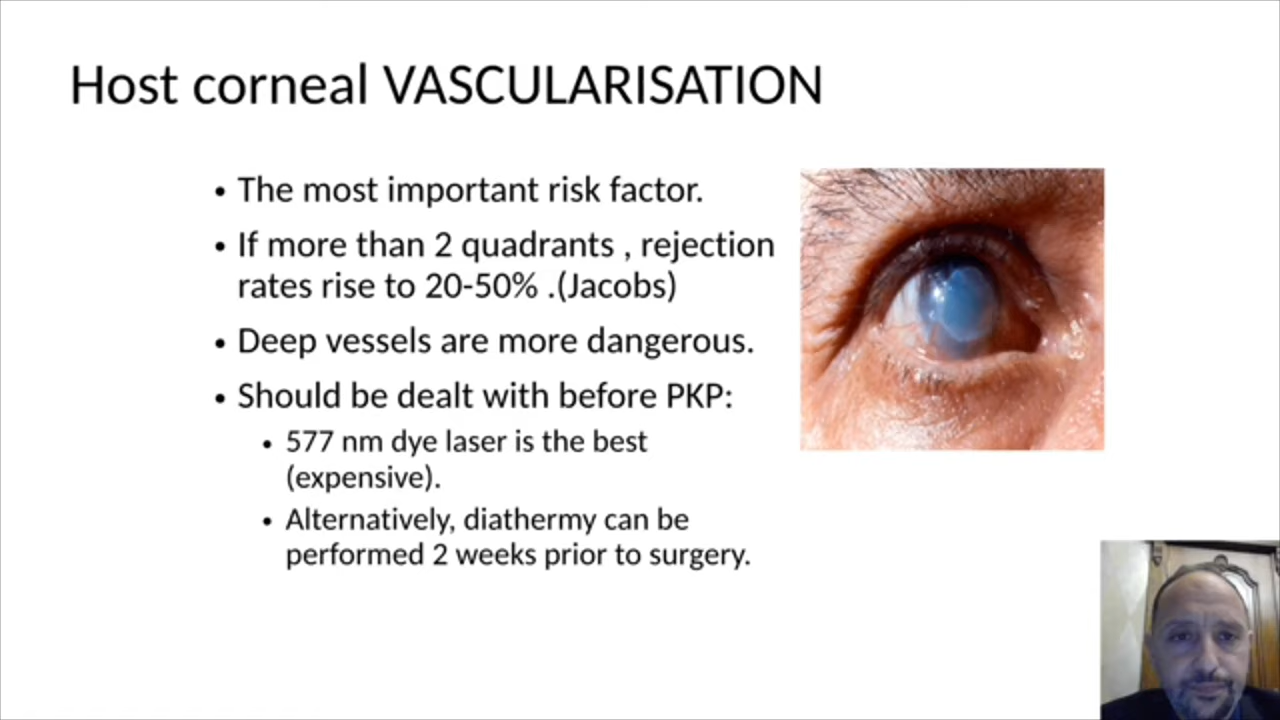 Host corneal VASCULARISATION
• The most important risk factor.
• If more than 2 quadrants , rejection
rates rise to 20-50% .(Jacobs)
• Deep vessels are more dangerous.
• Should be dealt with before PKP:
• 577 nm dye laser is the best
(expensive).
• Alternatively, diathermy can be
performed 2 weeks prior to surgery.